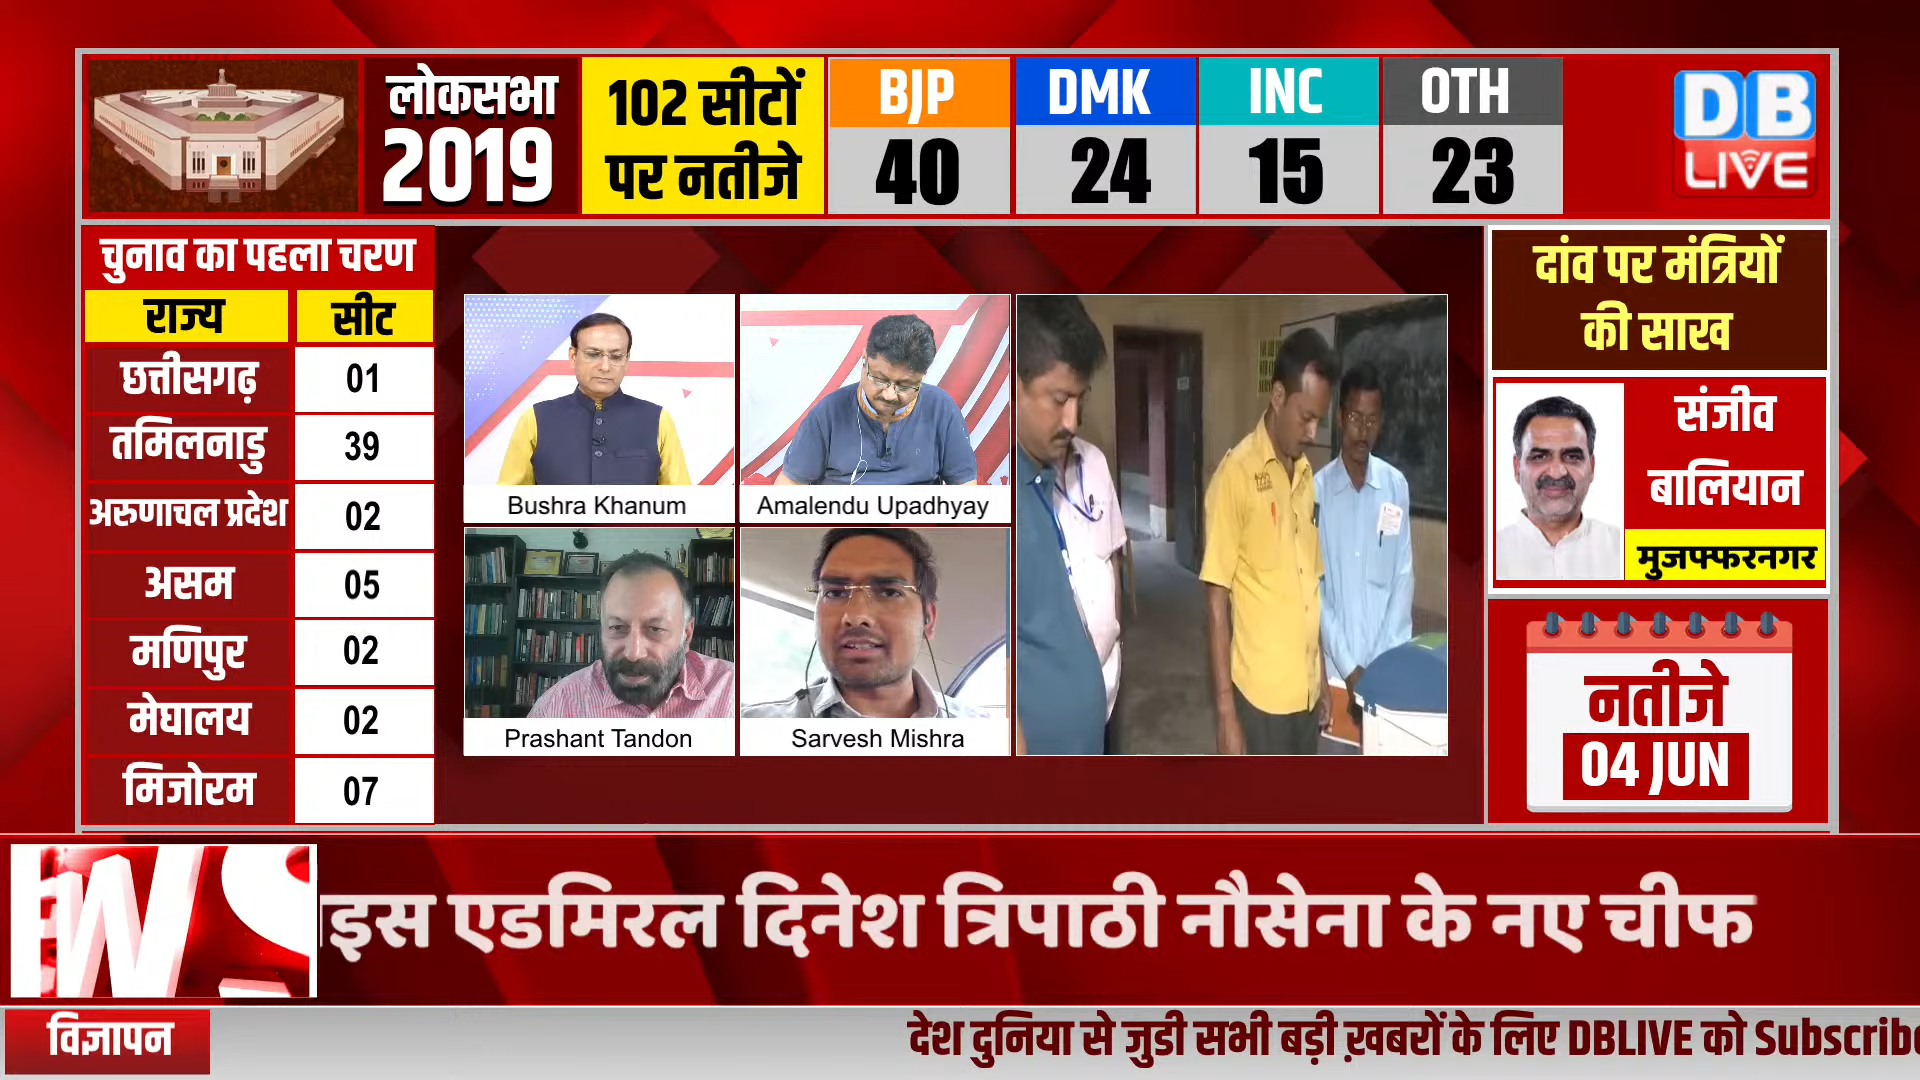 लोकसभा
2019
102 सीटों
पर नतीजे
BJP
40
DMK
24
INC
15
OTH
23
DB
LIVE
चुनाव का पहला चरण
राज्य सीट
छत्तीसगढ़ 01
तमिलनाडु 39
अरुणाचल प्रदेश 02
असम 05
मणिपुर 02
मेघालय 02
मिजोरम 07
Bushra Khanum
Amalendu Upadhyay
Prashant Tandon
Sarvesh Mishra
दांव पर मंत्रियों
की साख
संजीव
बालियान
मुजफ्फरनगर
नतीजे
04 JUN
WS
इस एडमिरल दिनेश त्रिपाठी नौसेना के नए चीफ
विज्ञापन
देश दुनिया से जुडी सभी बड़ी ख़बरों के लिए DBLIVE को Subscribe